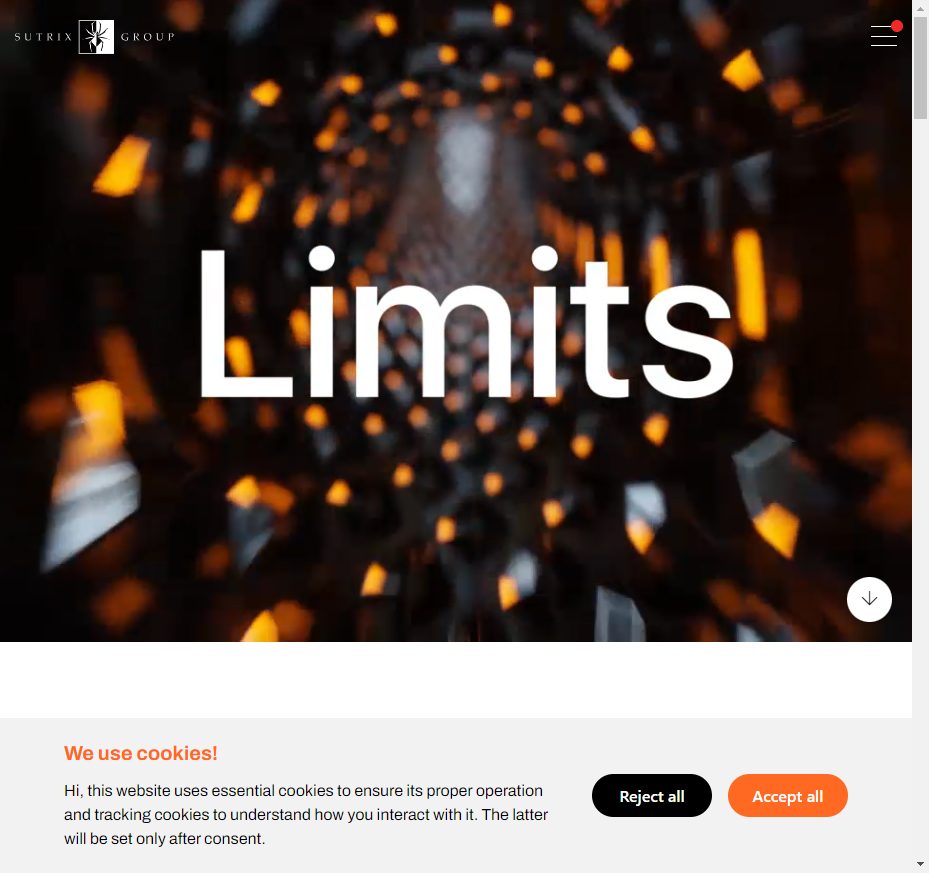 SUTRIX GROUP
Limits
We use cookies!
Hi, this website uses essential cookies to ensure its proper operation
and tracking cookies to understand how you interact with it. The latter
will be set only after consent.
Reject all
Accept all